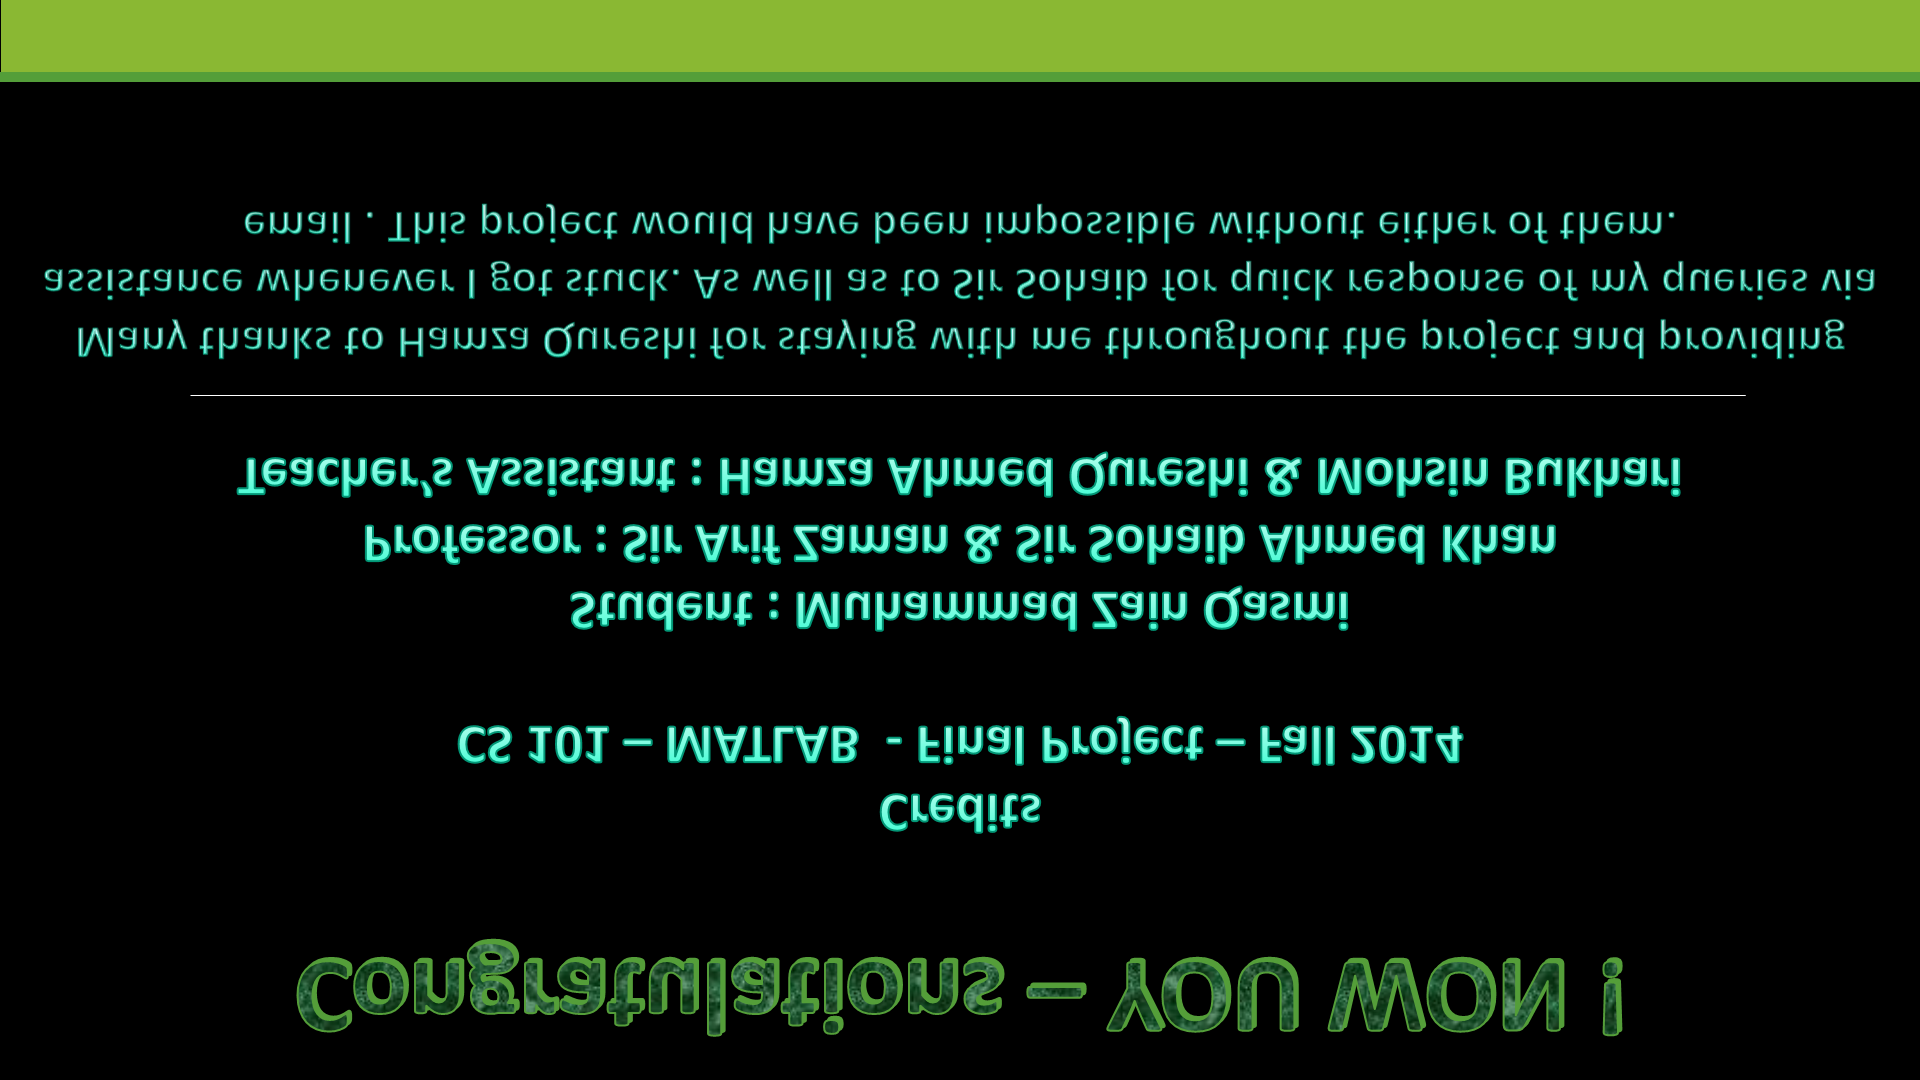 Congratulations – YOU WON !
Credits
CS 101 – MATLAB - Final Project – Fall 2014
Student : Muhammad Zain Qasmi
Professor : Sir Arif Zaman & Sir Sohaib Ahmed Khan
Teacher's Assistant : Hamza Ahmed Qureshi & Mohsin Bukhari
Many thanks to Hamza Qureshi for staying with me throughout the project and providing
assistance whenever I got stuck. As well as to Sir Sohaib for quick response of my queries via
email . This project would have been impossible without either of them.